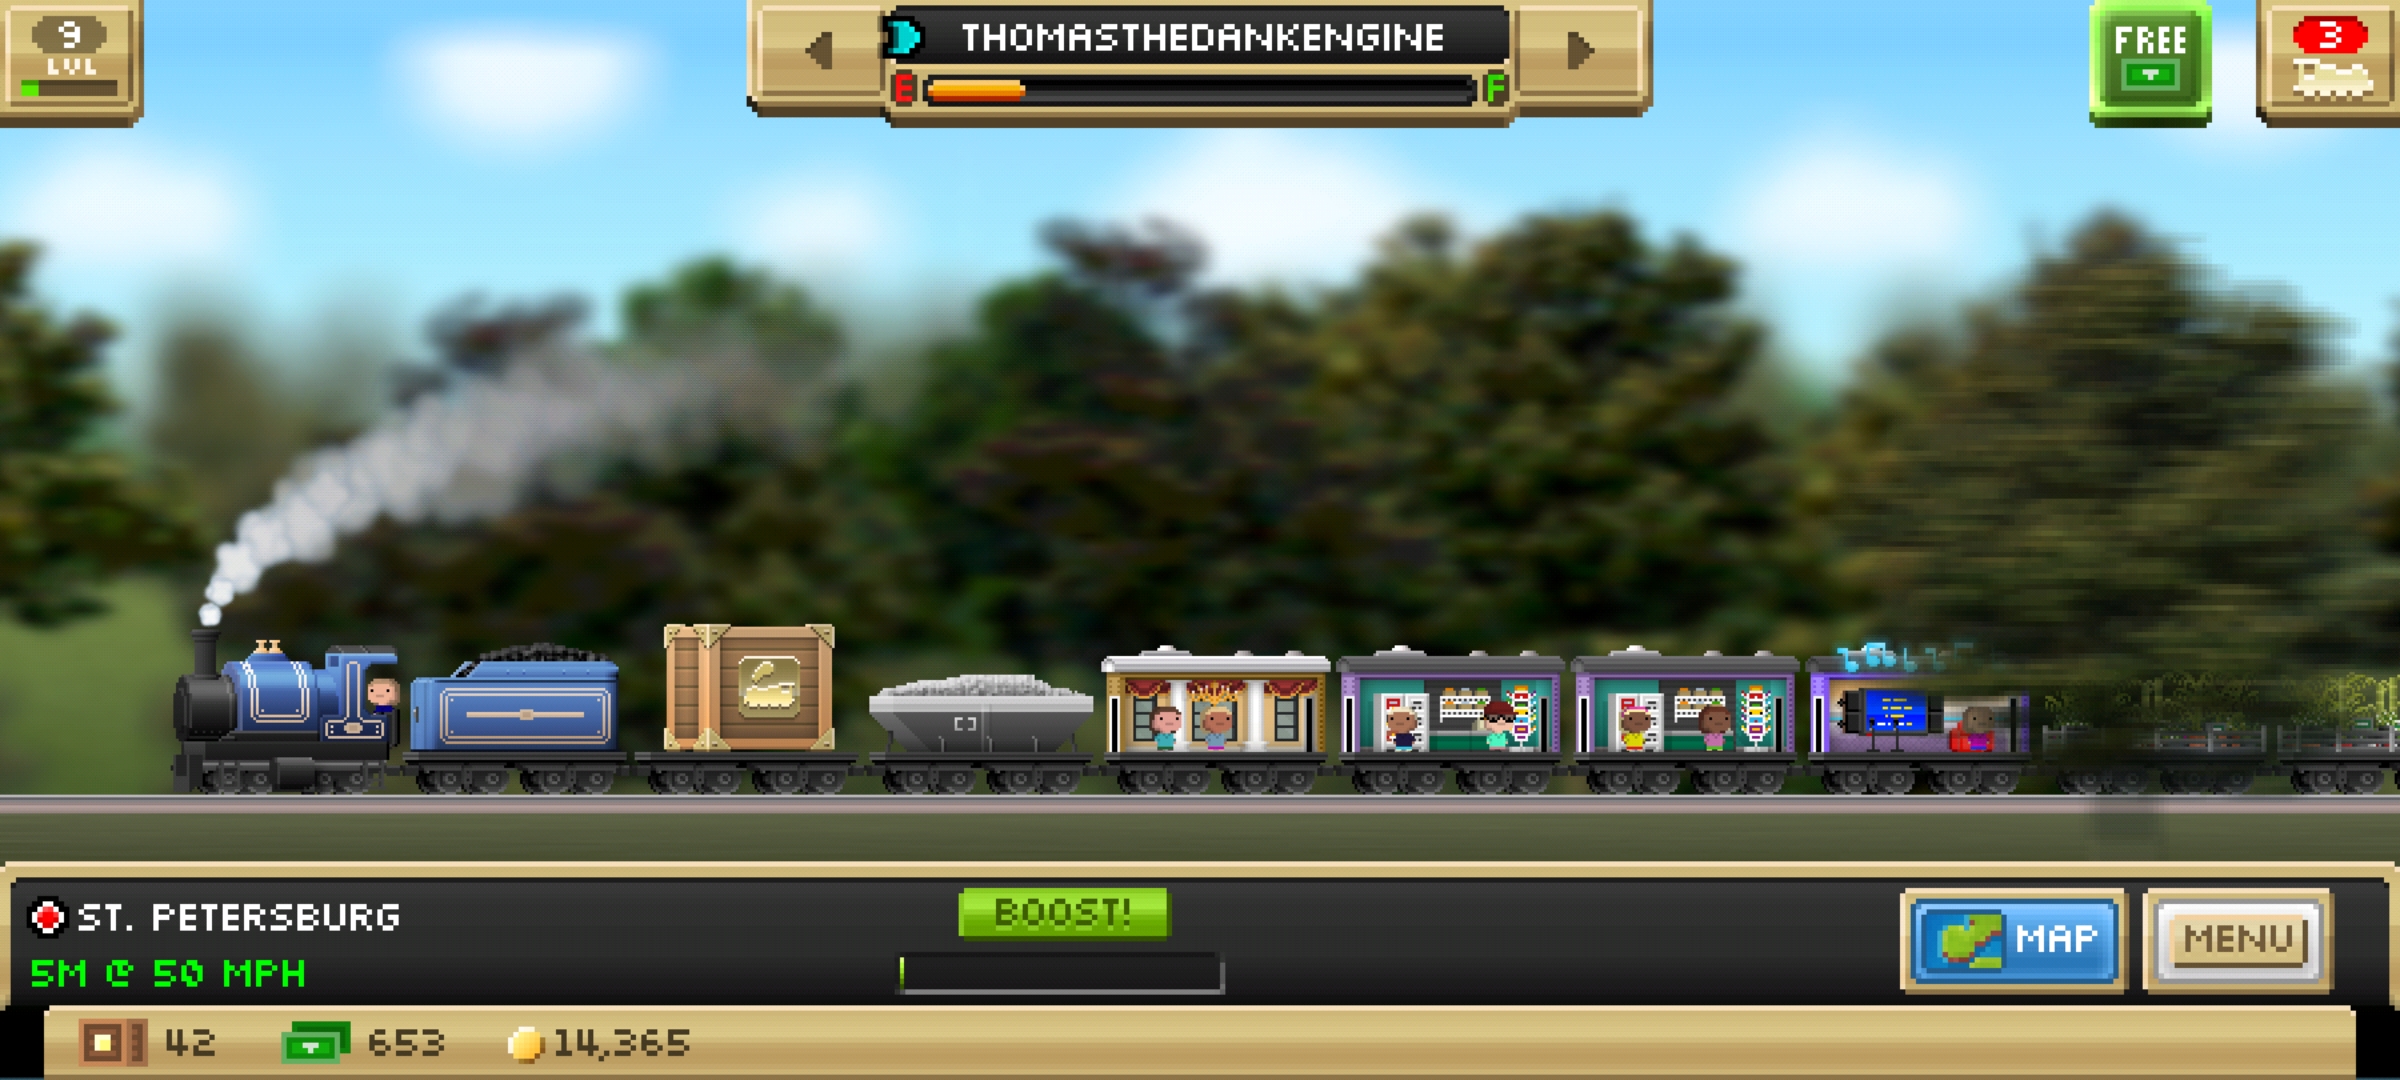 9
LVL
THOMASTHEDANKENGINE
E F
FREE
3
ST. PETERSBURG
5M @ 50 MPH
BOOST!
MAP
MENU
42 653 14,365